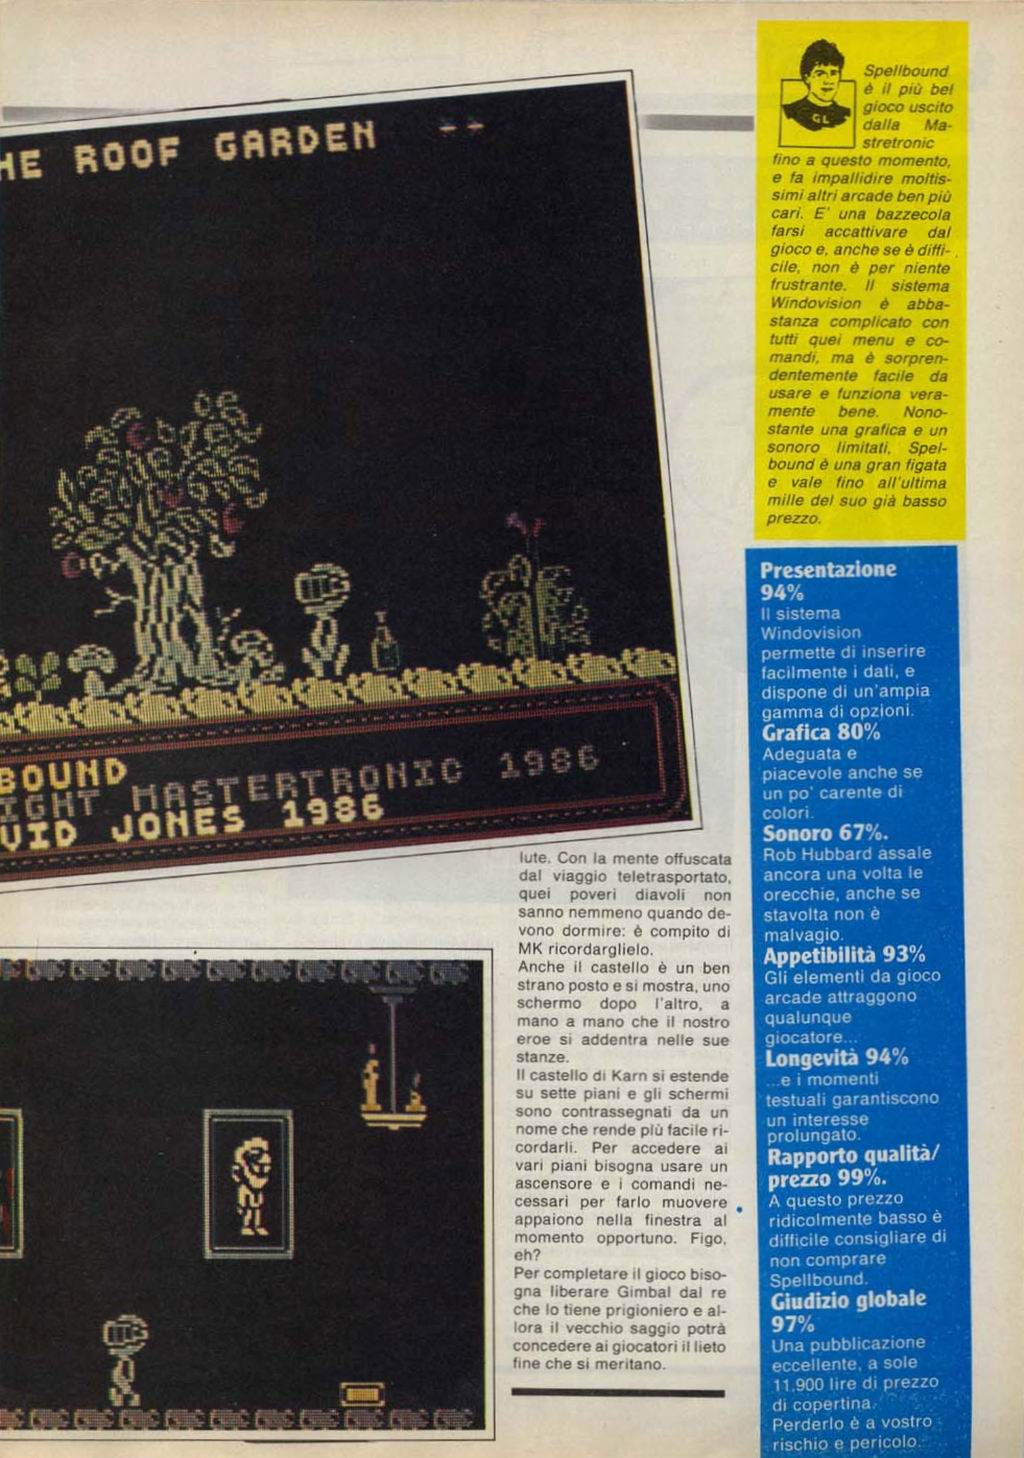 HE ROOF GARDEN --
BOUND
IGHT MASTERTRONIC 1986
VID JONES 1986
lute. Con la mente offuscata
dal viaggio teletrasportato,
quei poveri diavoli non
sanno nemmeno quando de-
vono dormire: è compito di
MK ricordarglielo.
Anche il castello è un ben
strano posto e si mostra, uno
schermo dopo l'altro, a
mano a mano che il nostro
eroe si addentra nelle sue
stanze.
Il castello di Karn si estende
su sette piani e gli schermi
sono contrassegnati da un
nome che rende più facile ri-
cordarli. Per accedere ai
vari piani bisogna usare un
ascensore e i comandi ne-
cessari per farlo muovere
appaiono nella finestra al
momento opportuno. Figo,
eh?
Per completare il gioco biso-
gna liberare Gimbal dal re
che lo tiene prigioniero e al-
lora il vecchio saggio potrà
concedere ai giocatori il lieto
fine che si meritano.
GL
Spellbound
è il più bel
gioco uscito
dalla Ma-
stretronic
fino a questo momento,
e fa impallidire moltis-
simi altri arcade ben più
cari. E' una bazzecola
farsi accattivare dal
gioco e, anche se è diffi-
cile, non è per niente
frustrante. Il sistema
Windovision è abba-
stanza complicato con
tutti quei menu e co-
mandi, ma è sorpren-
dentemente facile da
usare e funziona vera-
mente bene. Nono-
stante una grafica e un
sonoro limitati, Spel-
bound è una gran figata
e vale fino all'ultima
mille del suo già basso
prezzo.
Presentazione
94%
Il sistema
Windovision
permette di inserire
facilmente i dati, e
dispone di un'ampia
gamma di opzioni.
Grafica 80%
Adeguata e
piacevole anche se
un po' carente di
colori.
Sonoro 67%.
Rob Hubbard assale
ancora una volta le
orecchie, anche se
stavolta non è
malvagio.
Appetibilità 93%
Gli elementi da gioco
arcade attraggono
qualunque
giocatore...
Longevità 94%
...e i momenti
testuali garantiscono
un interesse
prolungato.
Rapporto qualità/
prezzo 99%.
A questo prezzo
ridicolmente basso è
difficile consigliare di
non comprare
Spellbound.
Giudizio globale
97%
Una pubblicazione
eccellente, a sole
11.900 lire di prezzo
di copertina.
Perderlo è a vostro
rischio e pericolo.